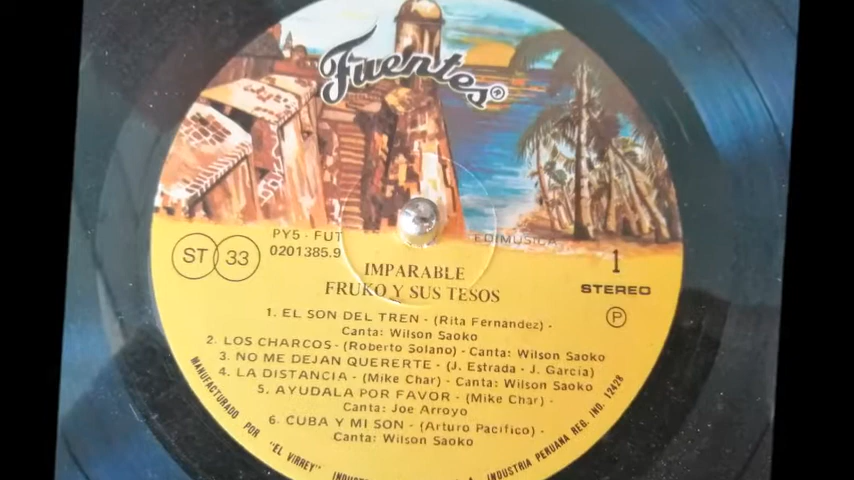 Fuentes
PY5 - FUT
0201385.9
EDIMUSICA
ST 33
1
STEREO
P
IMPARABLE
FRUKO Y SUS TESOS
1. EL SON DEL TREN - (Rita Fernandez) -
Canta: Wilson Saoko
2. LOS CHARCOS - (Roberto Solano) - Canta: Wilson Saoko
3. NO ME DEJAN QUERERTE - (J. Estrada - J. García)
4. LA DISTANCIA - (Mike Char) - Canta: Wilson Saoko
5. AYUDALA POR FAVOR - (Mike Char) -
Canta: Joe Arroyo
6. CUBA Y MI SON - (Arturo Pacífico) -
Canta: Wilson Saoko
MANUFACTURADO POR "EL VIRREY" INDUSTRIA PERUANA REG. IND. 12428